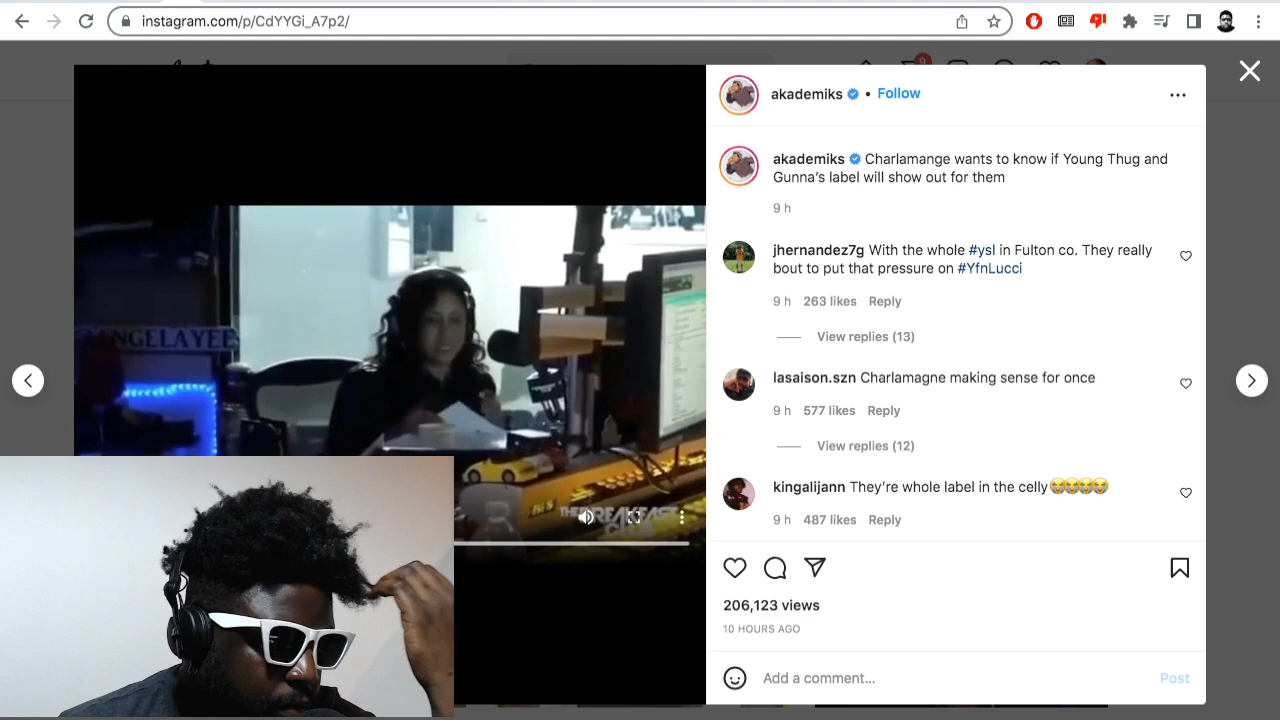 instagram.com/p/CdYYGi_A7p2/
9
akademiks • Follow
akademiks Charlamange wants to know if Young Thug and
Gunna's label will show out for them
9 h
jhernandez7g With the whole #ysl in Fulton co. They really
bout to put that pressure on #YfnLucci
9 h 263 likes Reply
View replies (13)
lasaison.szn Charlamagne making sense for once
9 h 577 likes Reply
View replies (12)
kingalijann They're whole label in the celly😭😭😭😭
9 h 487 likes Reply
206,123 views
10 HOURS AGO
Add a comment...
Post
@ANGELAYEE
THE BREAKFAST
CLUB